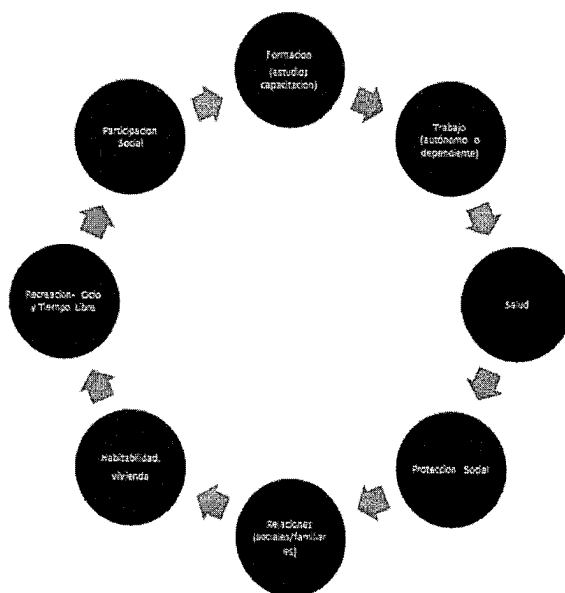 Formacion
(estudios
capacitacion)
Trabajo
(autónomo o
dependiente)
Salud
Proteccion Social
Relaciones
(sociales/familiar
es)
Habitabilidad,
vivienda
Recreacion- Ocio
y Tiempo Libre
Participacion
Social